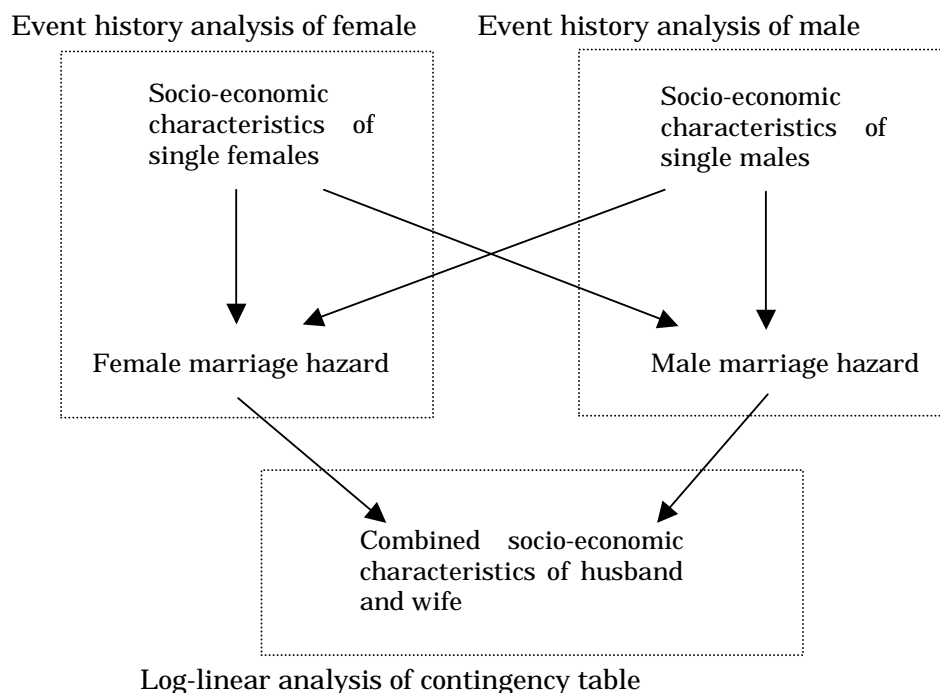 Event history analysis of female
Event history analysis of male
Socio-economic
characteristics of
single females
Socio-economic
characteristics of
single males
Female marriage hazard
Male marriage hazard
Combined socio-economic
characteristics of husband
and wife
Log-linear analysis of contingency table